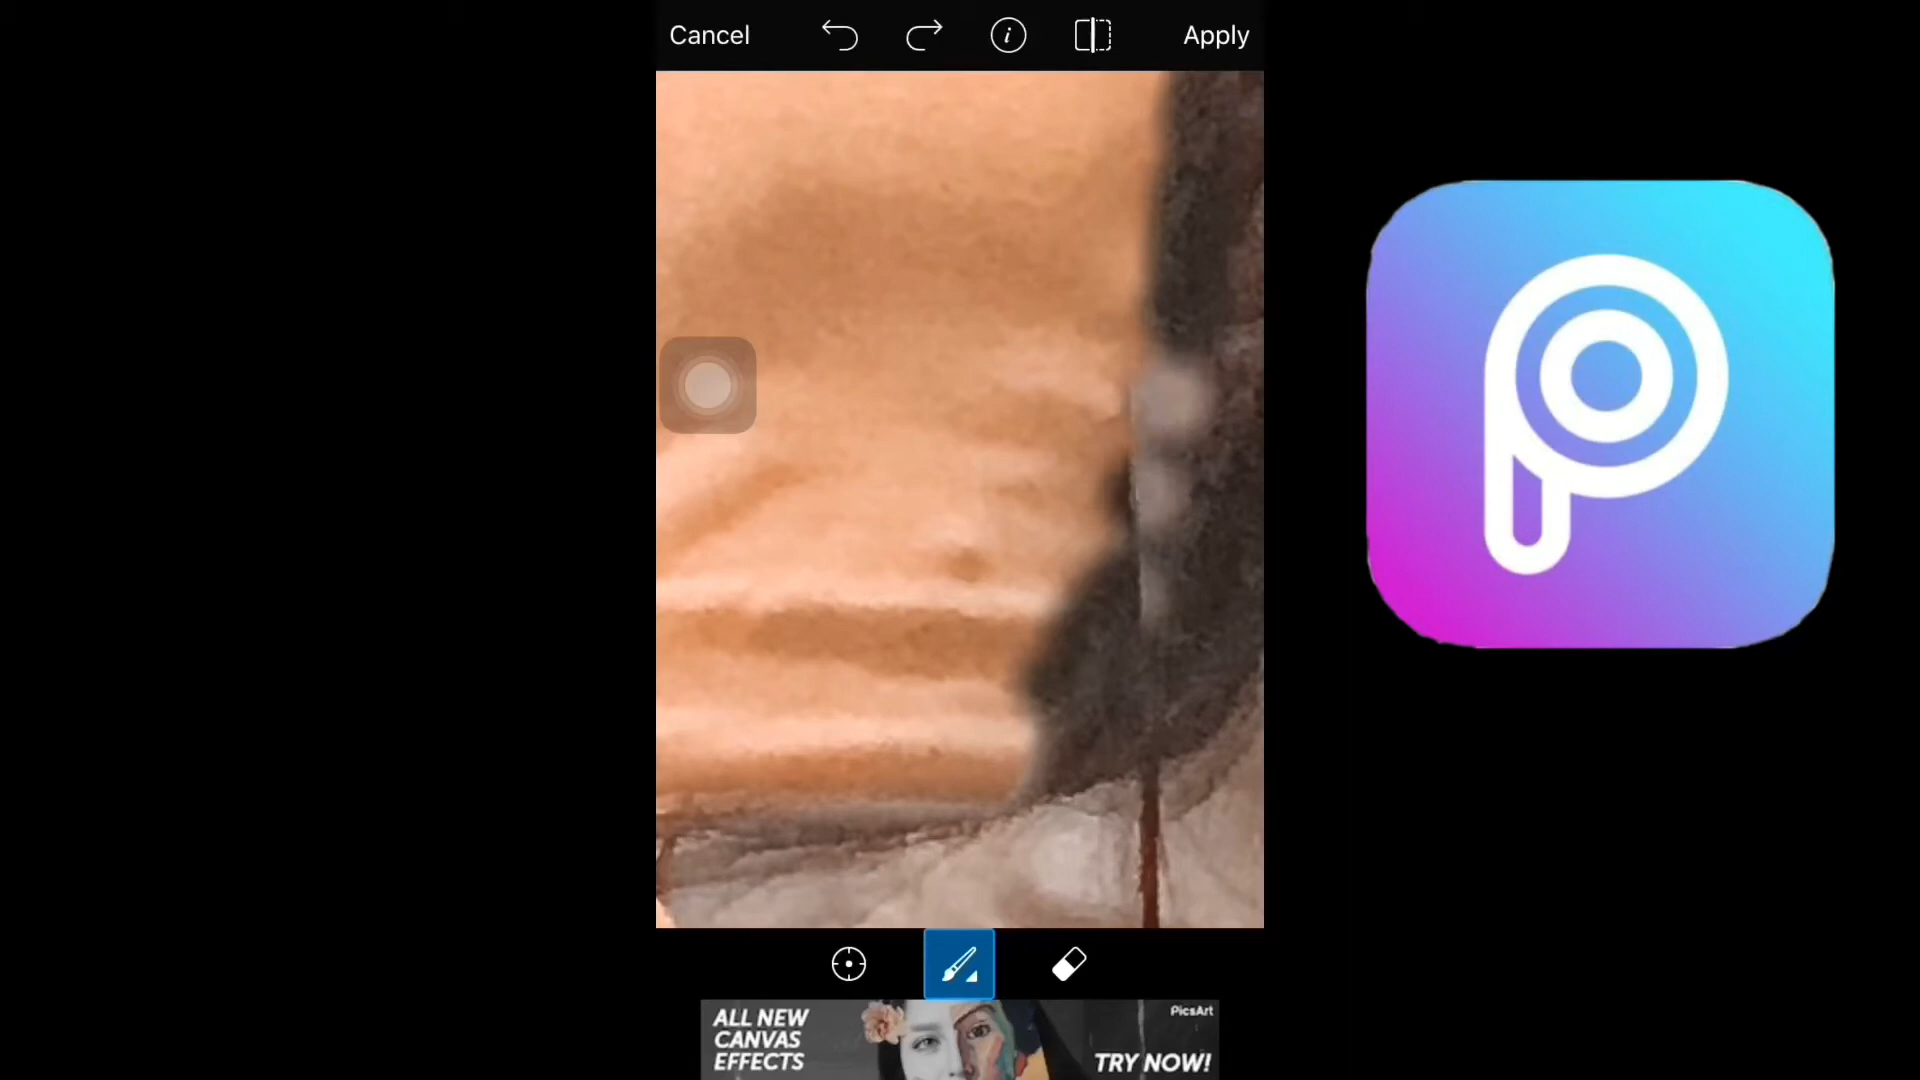 Cancel
Apply
ALL NEW
CANVAS
EFFECTS
PicsArt
TRY NOW!